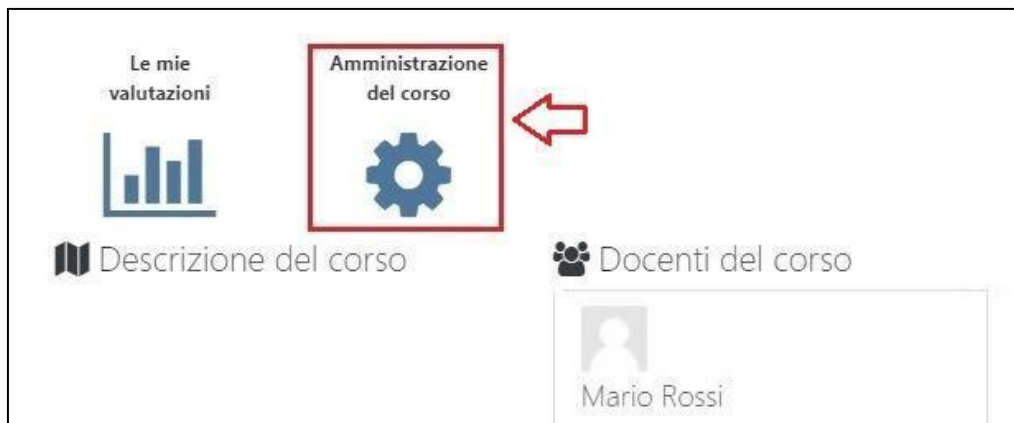 Le mie
valutazioni
Amministrazione
del corso
Descrizione del corso
Docenti del corso
Mario Rossi